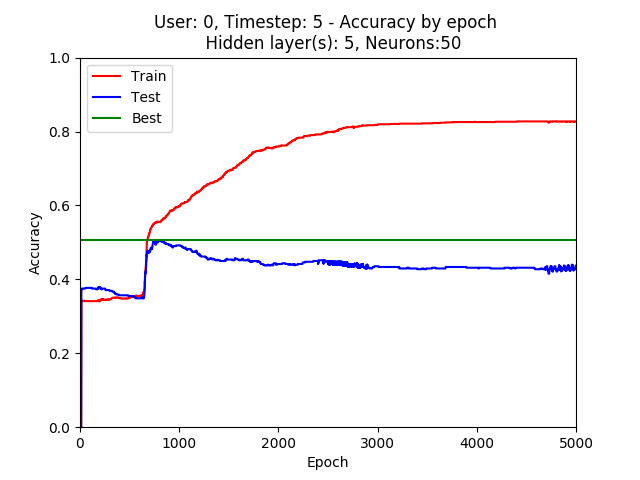 User: 0, Timestep: 5 - Accuracy by epoch
Hidden layer(s): 5, Neurons:50
Train
Test
Best
1.0
0.8
0.6
0.4
0.2
0.0
Accuracy
0 1000 2000 3000 4000 5000
Epoch